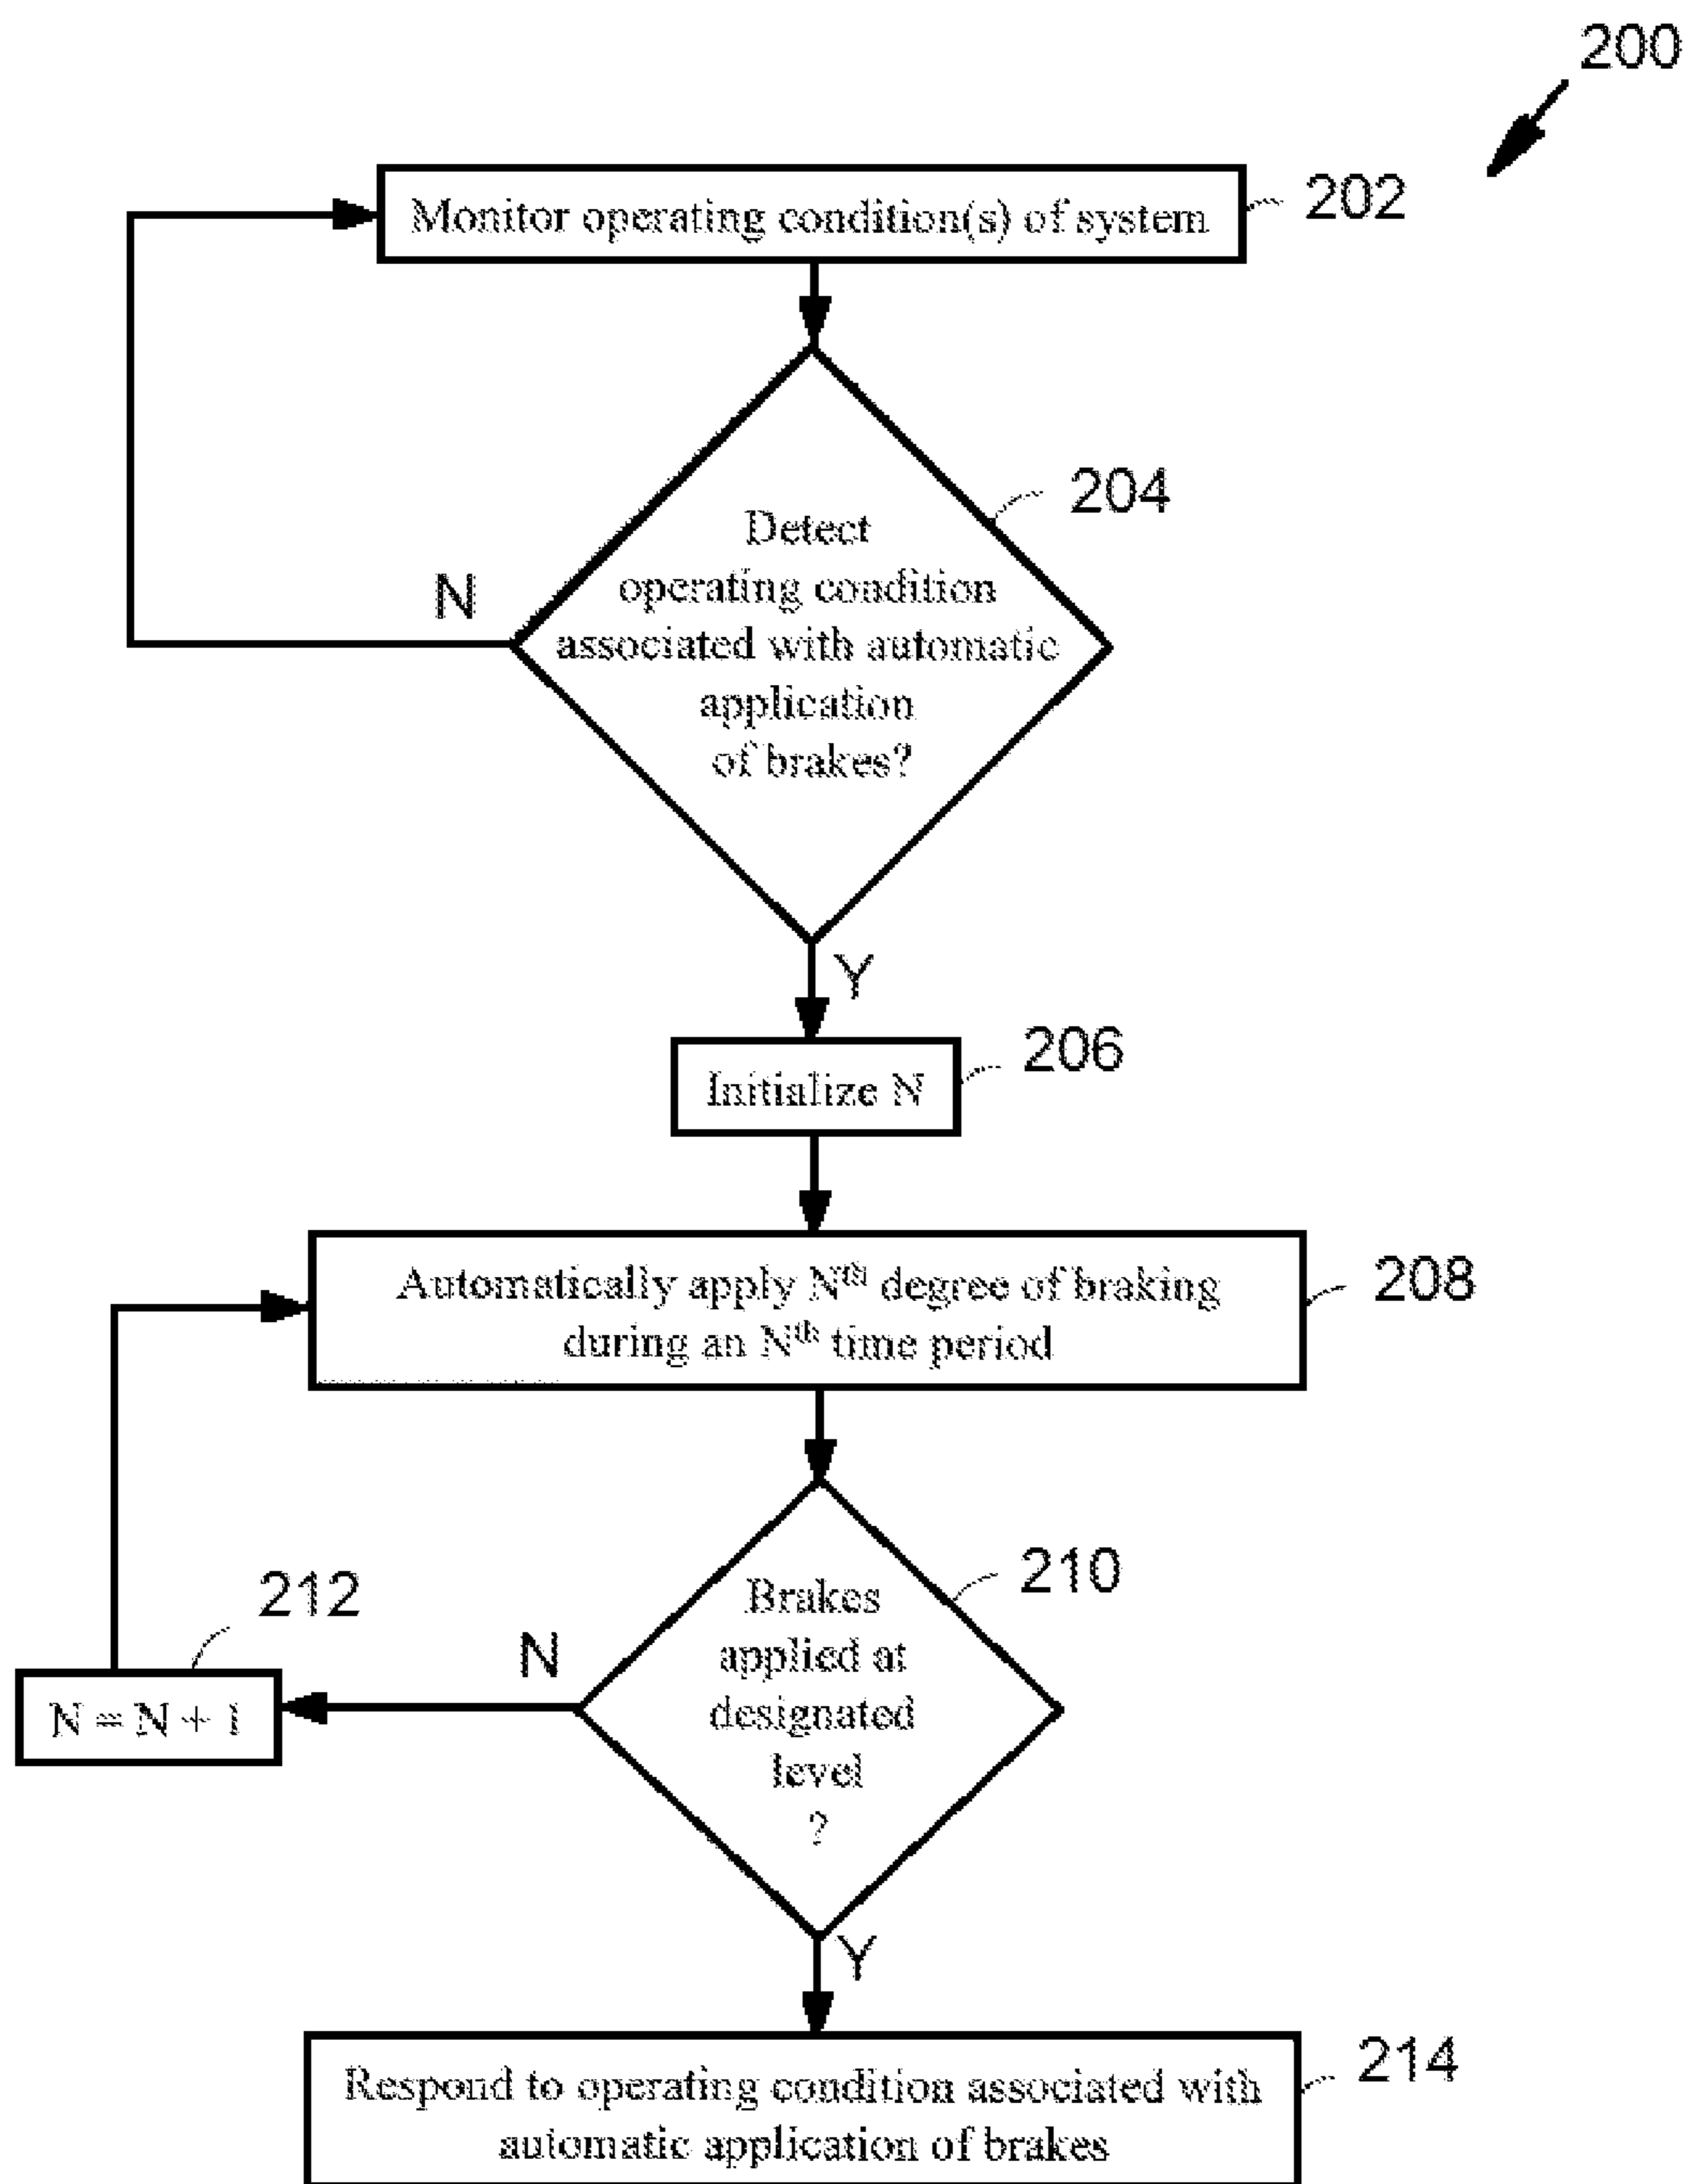 200
Monitor operating condition(s) of system
202
Detect
operating condition
associated with automatic
application
of brakes?
204
N
Y
Initialize N
206
Automatically apply Nth degree of braking
during an Nth time period
208
Brakes
applied at
designated
level
?
210
N
212
N = N + 1
Y
Respond to operating condition associated with
automatic application of brakes
214